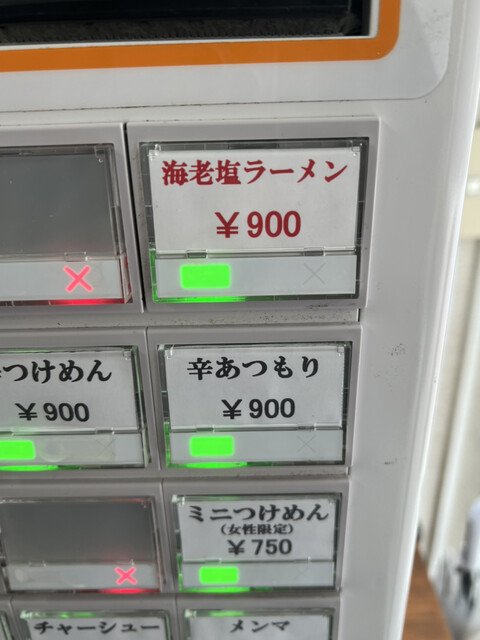 海老塩ラーメン
￥900
つけめん
￥900
辛あつもり
￥900
ミニつけめん
(女性限定)
￥750
チャーシュー
メンマ